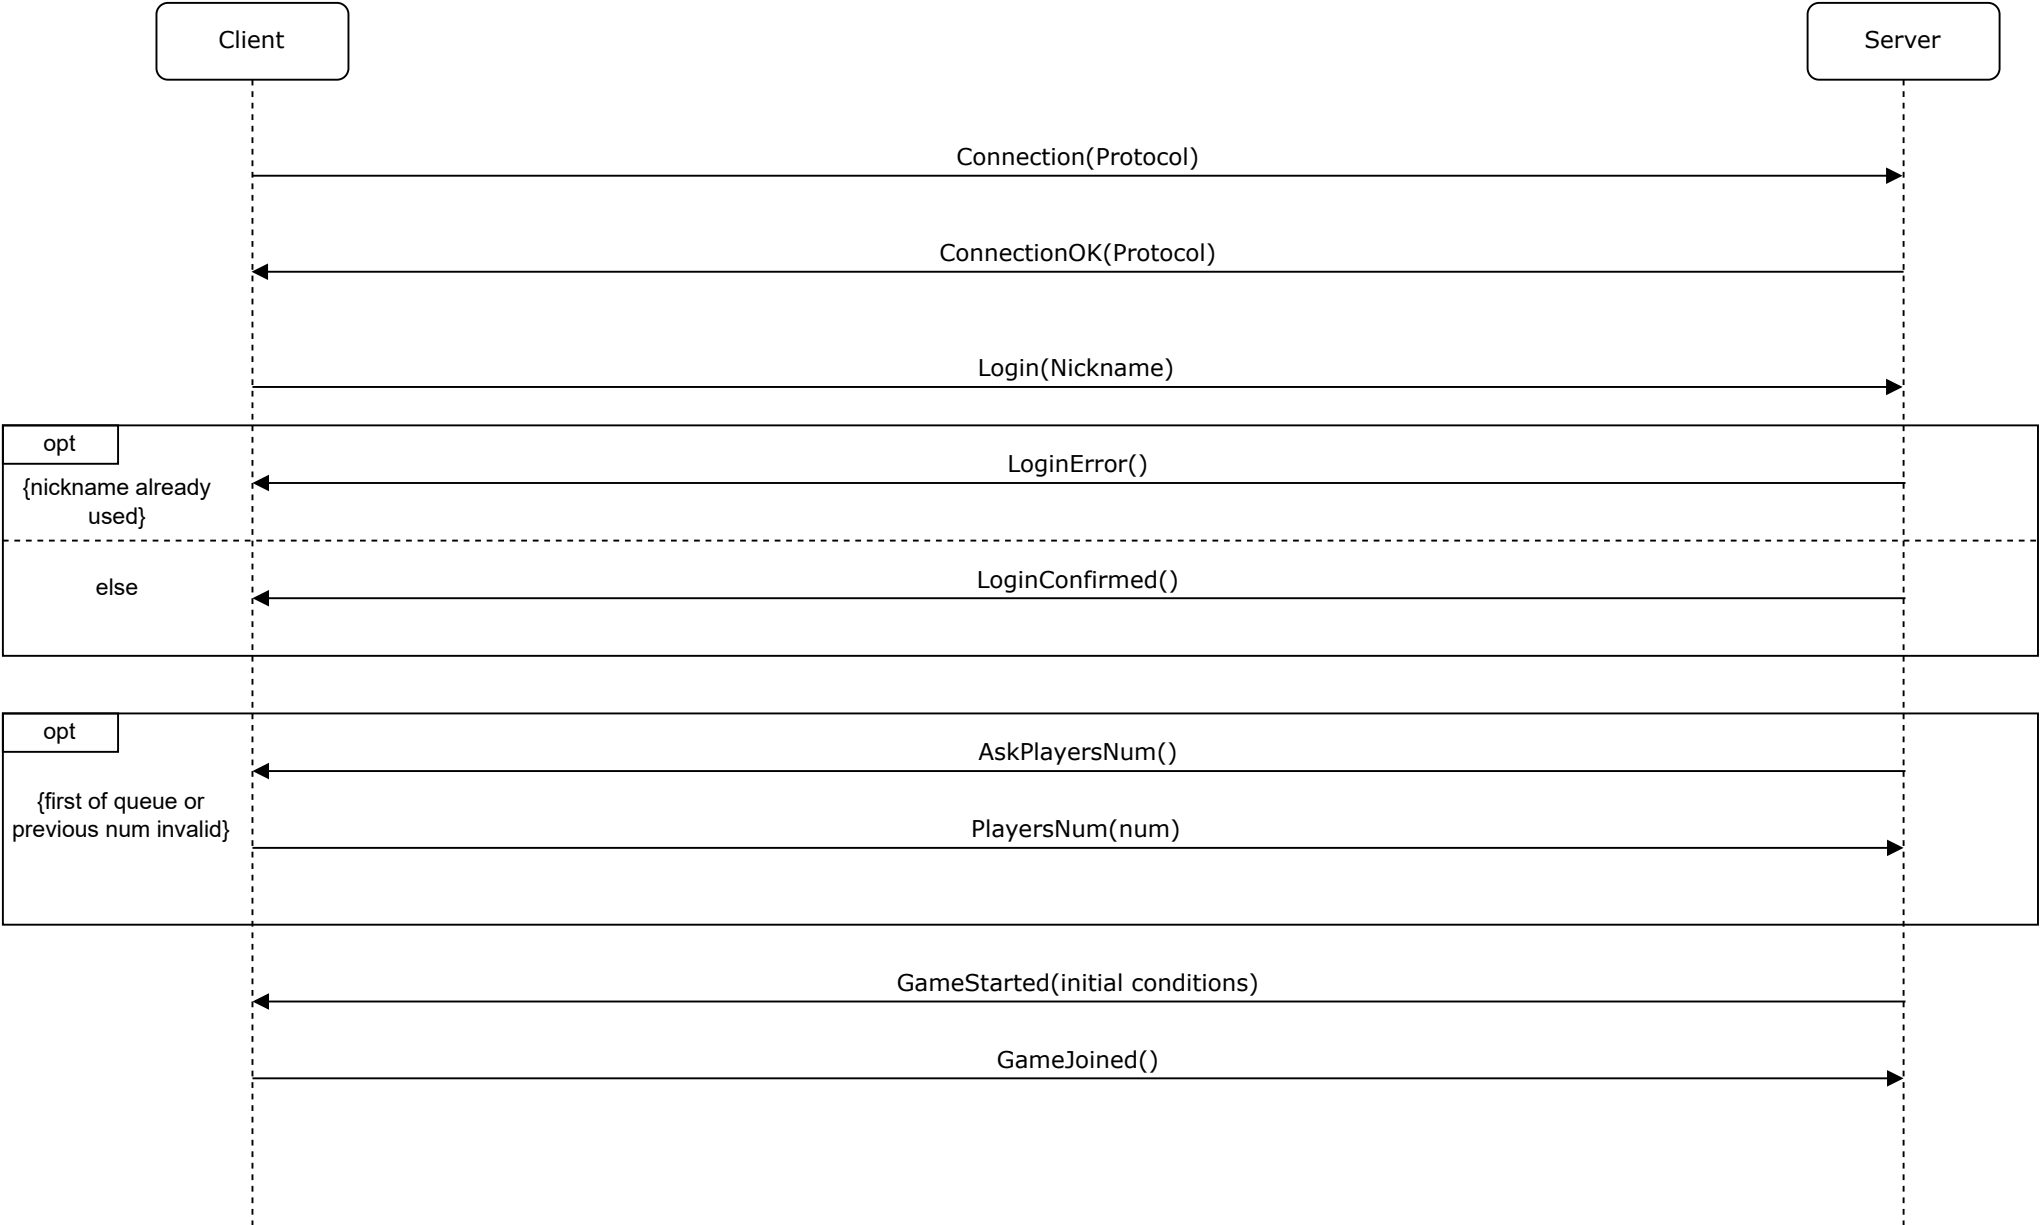 Client
Server
Connection(Protocol)
ConnectionOK(Protocol)
Login(Nickname)
opt
LoginError()
{nickname already
used}
else
LoginConfirmed()
opt
AskPlayersNum()
{first of queue or
previous num invalid}
PlayersNum(num)
GameStarted(initial conditions)
GameJoined()